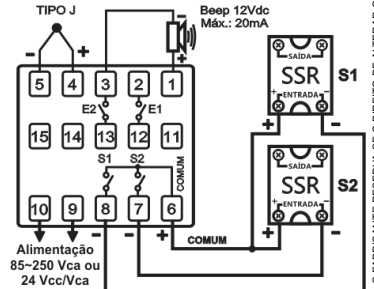 TIPO J
Beep 12Vdc
Máx.: 20mA
- +
- +
5 4 3 2 1
E2 E1
15 14 13 12 11
S1 S2
COMUM
10 9 8 7 6
- - +
Alimentação
85~250 Vca ou
24 Vcc/Vca
COMUM
SAÍDA
SSR
+ ENTRADA -
S1
+ -
SAÍDA
SSR
+ ENTRADA -
S2
+ -